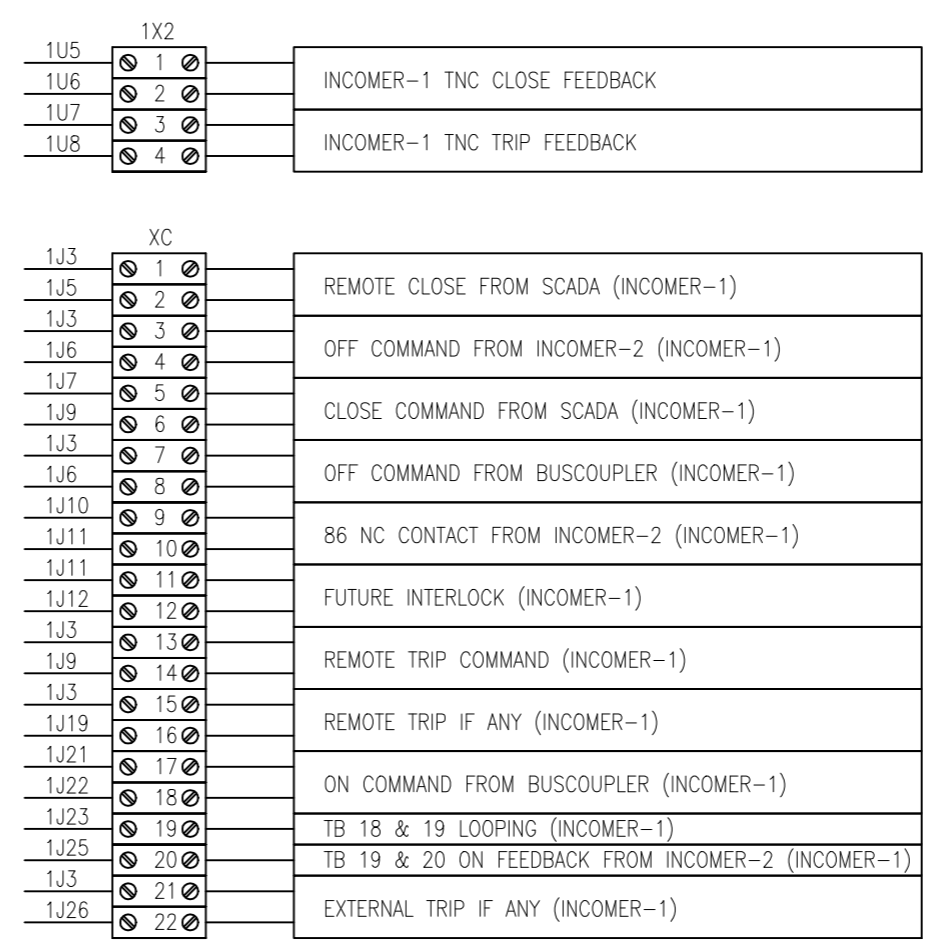 1X2
1U5 1 INCOMER-1 TNC CLOSE FEEDBACK
1U6 2
1U7 3 INCOMER-1 TNC TRIP FEEDBACK
1U8 4
XC
1J3 1 REMOTE CLOSE FROM SCADA (INCOMER-1)
1J5 2
1J3 3 OFF COMMAND FROM INCOMER-2 (INCOMER-1)
1J6 4
1J7 5 CLOSE COMMAND FROM SCADA (INCOMER-1)
1J9 6
1J3 7 OFF COMMAND FROM BUSCOUPLER (INCOMER-1)
1J6 8
1J10 9 86 NC CONTACT FROM INCOMER-2 (INCOMER-1)
1J11 10
1J11 11 FUTURE INTERLOCK (INCOMER-1)
1J12 12
1J3 13 REMOTE TRIP COMMAND (INCOMER-1)
1J9 14
1J3 15 REMOTE TRIP IF ANY (INCOMER-1)
1J19 16
1J21 17 ON COMMAND FROM BUSCOUPLER (INCOMER-1)
1J22 18
1J23 19 TB 18 & 19 LOOPING (INCOMER-1)
1J25 20 TB 19 & 20 ON FEEDBACK FROM INCOMER-2 (INCOMER-1)
1J3 21 EXTERNAL TRIP IF ANY (INCOMER-1)
1J26 22